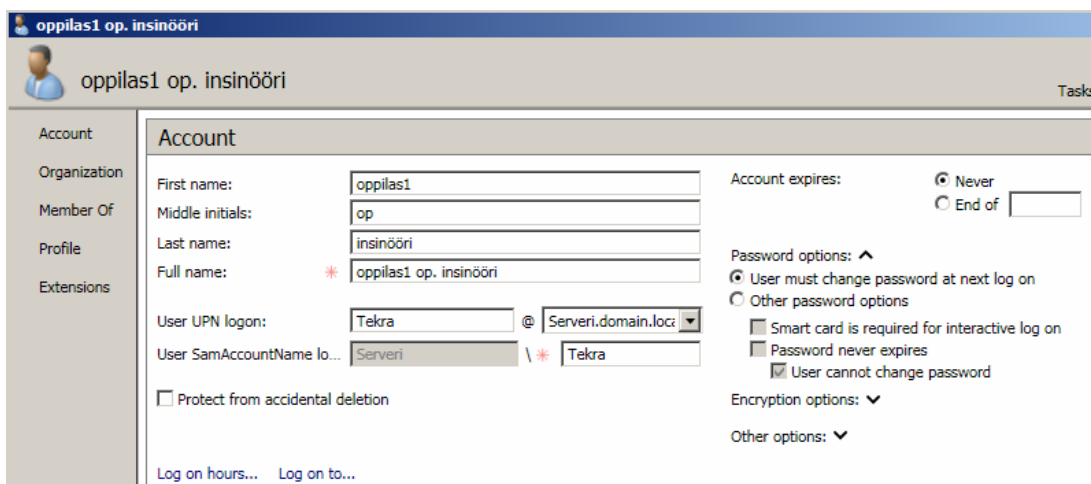 oppilas1 op. insinööri
oppilas1 op. insinööri
Tasks
Account
Organization
Member Of
Profile
Extensions
Account
First name: oppilas1
Middle initials: op
Last name: insinööri
Full name: * oppilas1 op. insinööri
User UPN logon: Tekra @ Serveri.domain.loca
User SamAccountName lo... Serveri \ * Tekra
Protect from accidental deletion
Log on hours... Log on to...
Account expires: Never
End of
Password options:
User must change password at next log on
Other password options
Smart card is required for interactive log on
Password never expires
User cannot change password
Encryption options:
Other options: